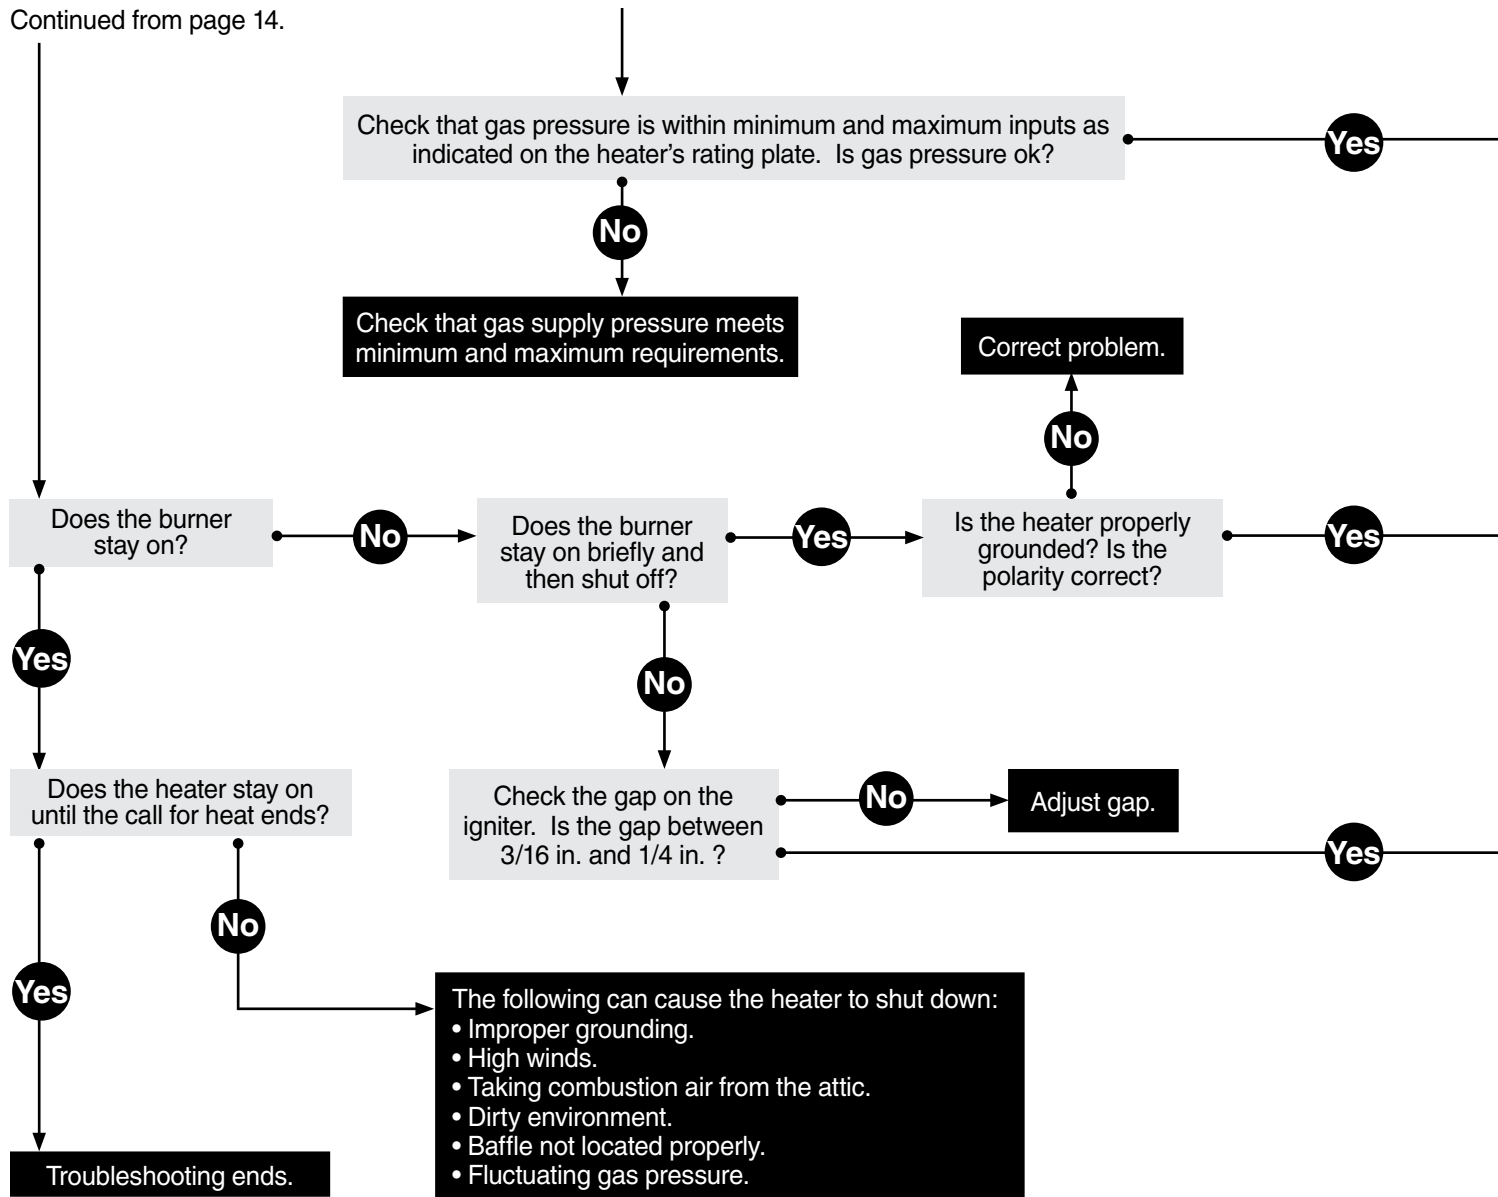 Continued from page 14.
Check that gas pressure is within minimum and maximum inputs as
indicated on the heater's rating plate.  Is gas pressure ok?
Yes
No
Check that gas supply pressure meets
minimum and maximum requirements.
Correct problem.
No
Does the burner
stay on?
No
Does the burner
stay on briefly and
then shut off?
Yes
Is the heater properly
grounded? Is the
polarity correct?
Yes
Yes
No
Does the heater stay on
until the call for heat ends?
Check the gap on the
igniter.  Is the gap between
3/16 in. and 1/4 in. ?
No
Adjust gap.
Yes
No
Yes
The following can cause the heater to shut down:
• Improper grounding.
• High winds.
• Taking combustion air from the attic.
• Dirty environment.
• Baffle not located properly.
• Fluctuating gas pressure.
Troubleshooting ends.